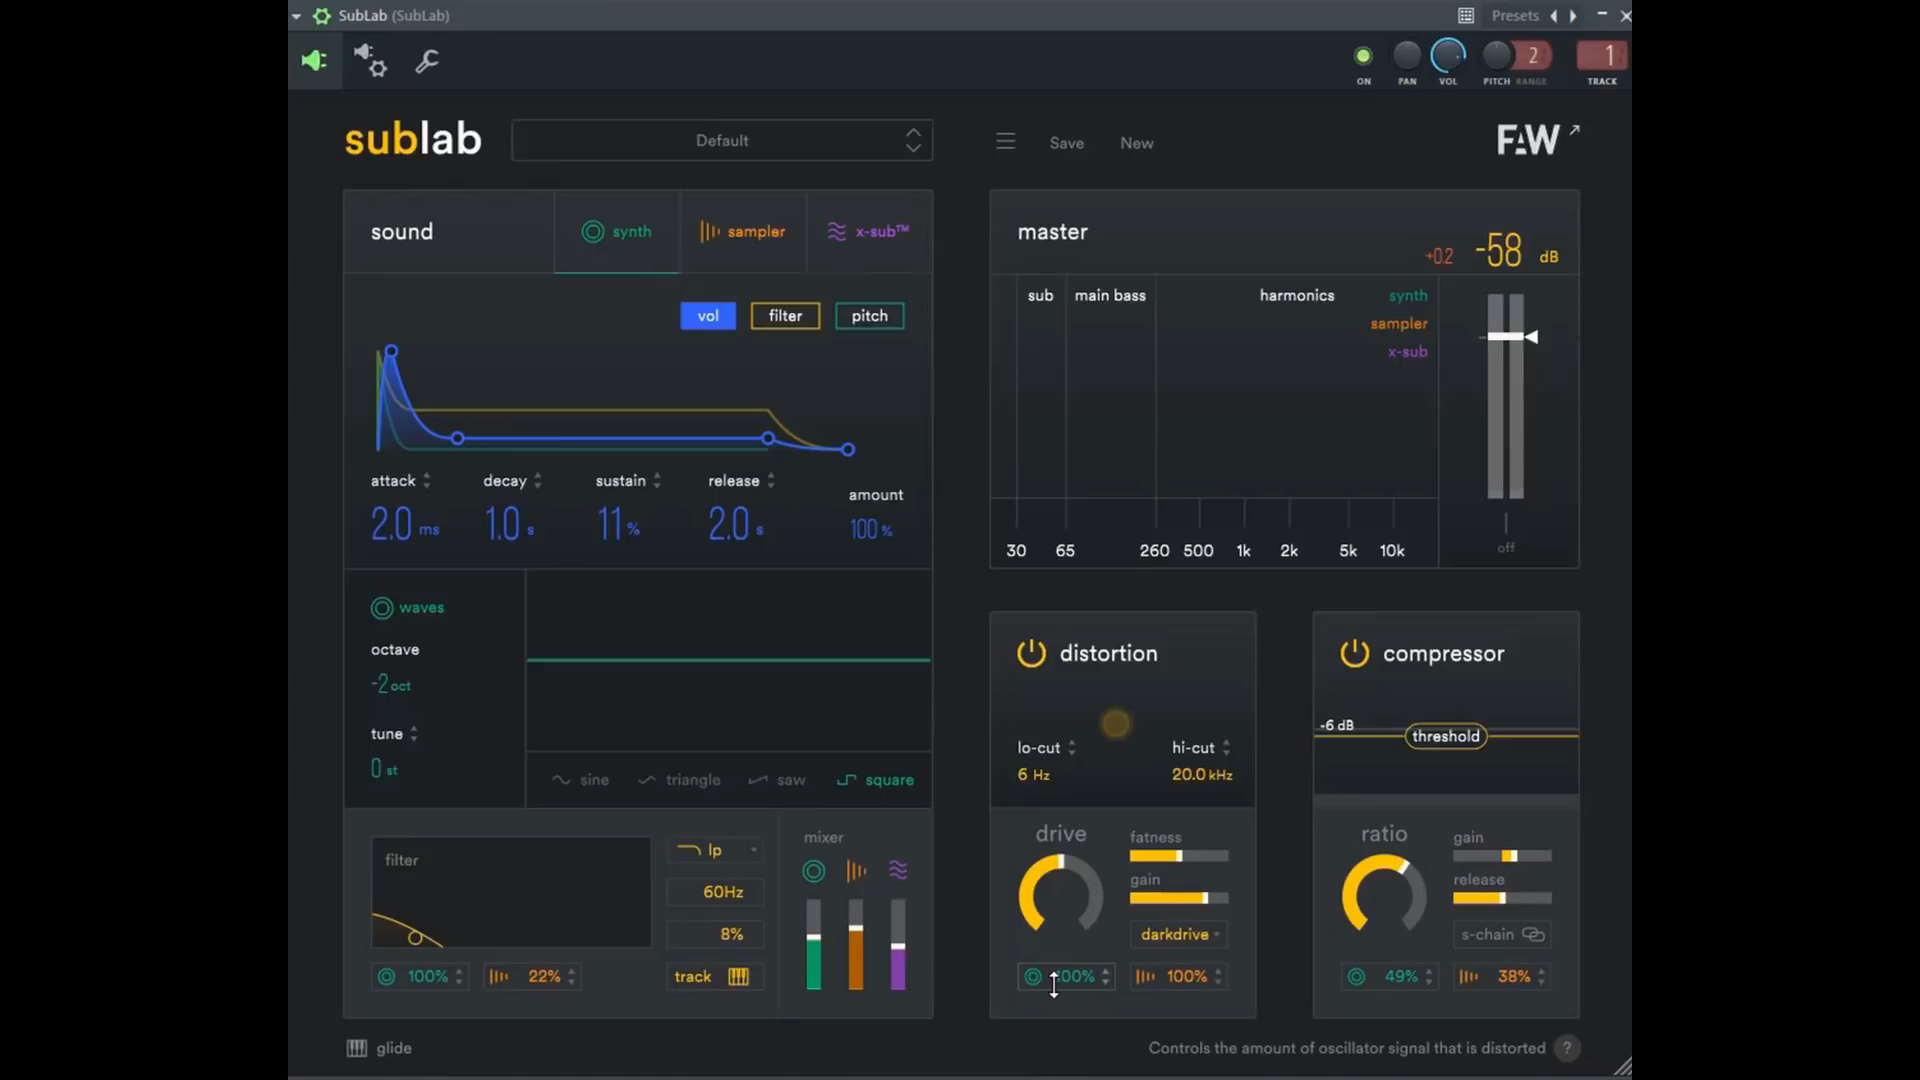 SubLab (SubLab)
Presets
2
1
ON
PAN
VOL
PITCH RANGE
TRACK
sublab
Default
Save
New
FAW
sound
synth
sampler
x-sub™
vol
filter
pitch
attack
decay
sustain
release
amount
2.0 ms
1.0 s
11 %
2.0 s
100 %
waves
octave
-2 oct
tune
0 st
sine
triangle
saw
square
filter
lp
60Hz
8%
100%
22%
track
mixer
glide
master
+0.2
-58 dB
sub
main bass
harmonics
synth
sampler
x-sub
30
65
260
500
1k
2k
5k
10k
off
distortion
lo-cut
hi-cut
6 Hz
20.0 kHz
drive
fatness
gain
darkdrive
100%
100%
compressor
-6 dB
threshold
ratio
gain
release
s-chain
49%
38%
Controls the amount of oscillator signal that is distorted
?